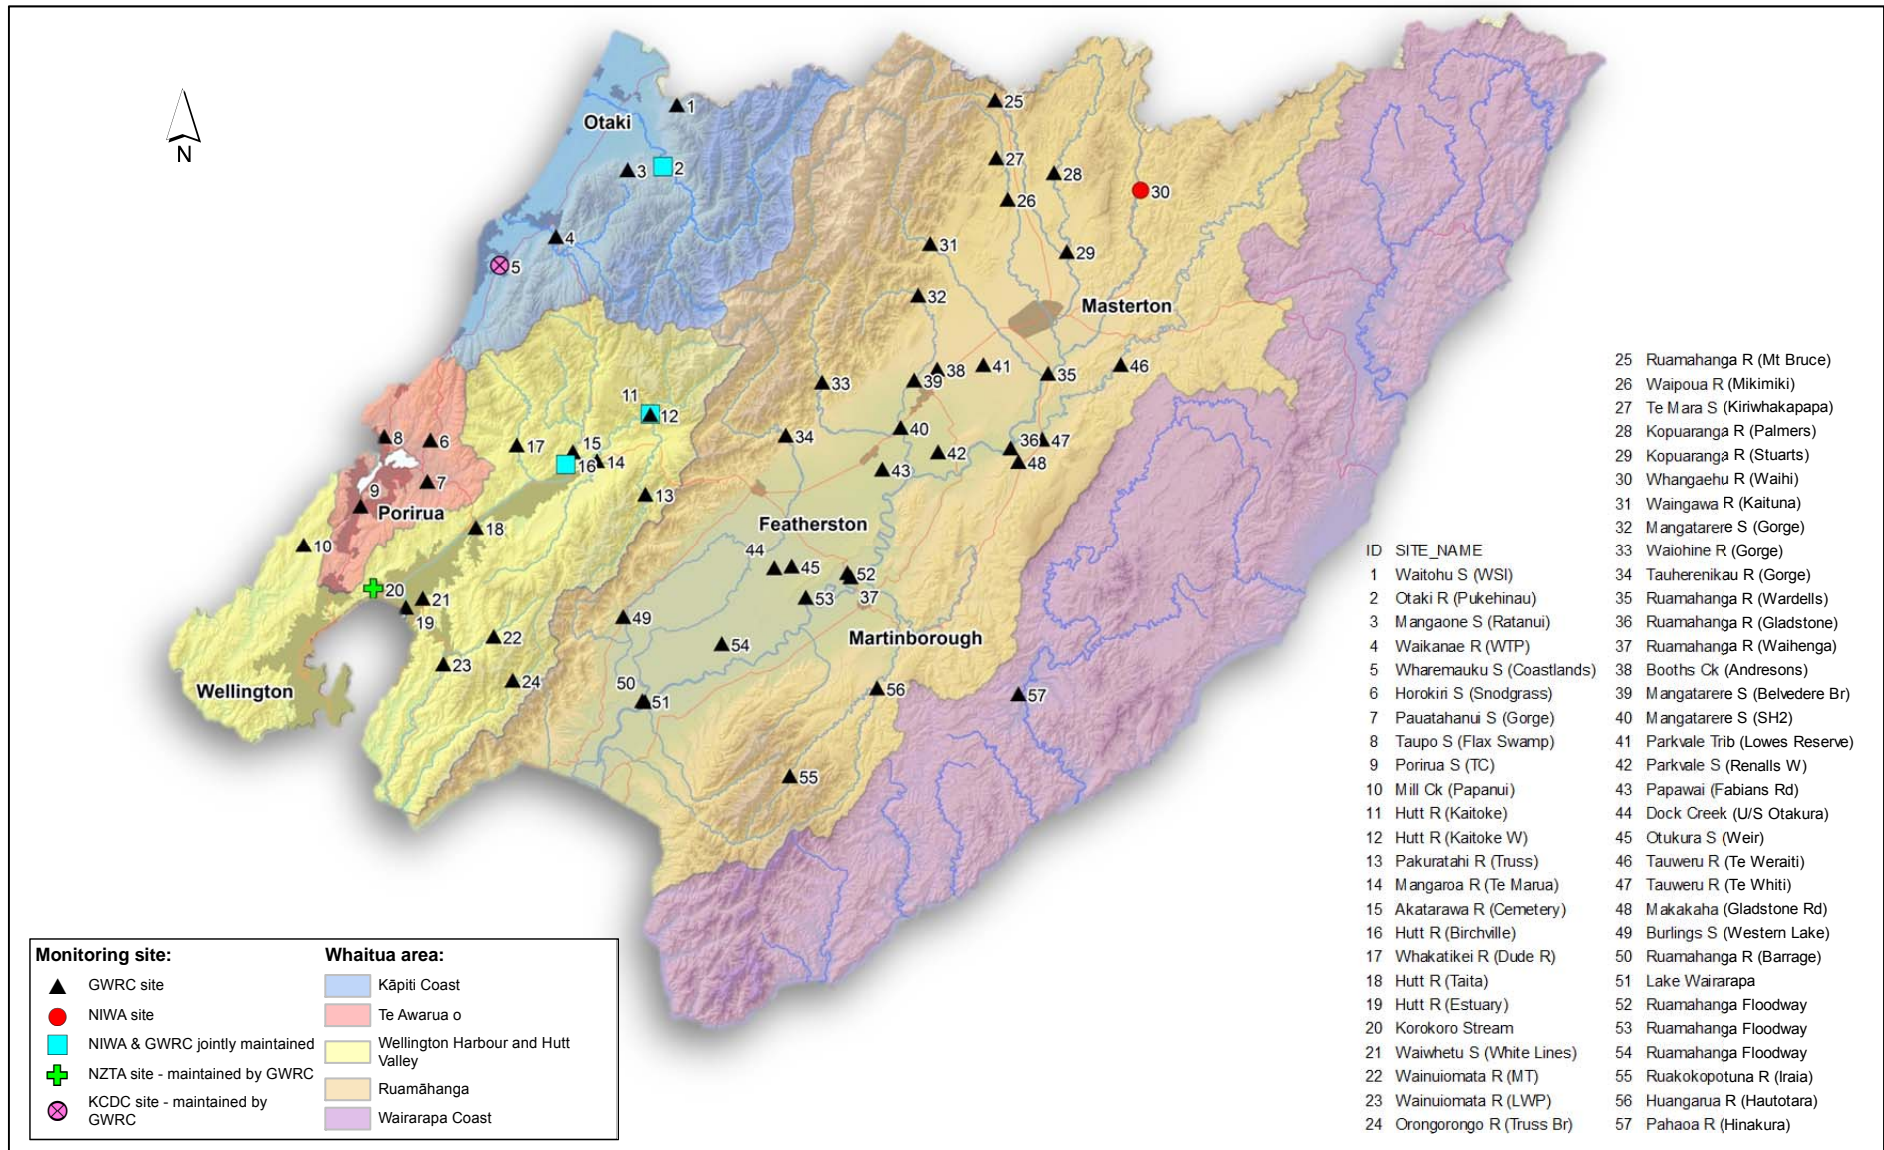 N
Otaki
Masterton
Porirua
Featherston
Martinborough
Wellington
1
2
3
4
5
6
7
8
9
10
11
12
13
14
15
16
17
18
19
20
21
22
23
24
25
26
27
28
29
30
31
32
33
34
35
36
37
38
39
40
41
42
43
44
45
46
47
48
49
50
51
52
53
54
55
56
57
Monitoring site:
GWRC site
NIWA site
NIWA & GWRC jointly maintained
NZTA site - maintained by GWRC
KCDC site - maintained by
GWRC
Whaitua area:
Kāpiti Coast
Te Awarua o
Wellington Harbour and Hutt
Valley
Ruamāhanga
Wairarapa Coast
ID SITE_NAME
1 Waitohu S (WSI)
2 Otaki R (Pukehinau)
3 Mangaone S (Ratanui)
4 Waikanae R (WTP)
5 Wharemauku S (Coastlands)
6 Horokiri S (Snodgrass)
7 Pauatahanui S (Gorge)
8 Taupo S (Flax Swamp)
9 Porirua S (TC)
10 Mill Ck (Papanui)
11 Hutt R (Kaitoke)
12 Hutt R (Kaitoke W)
13 Pakuratahi R (Truss)
14 Mangaroa R (Te Marua)
15 Akatarawa R (Cemetery)
16 Hutt R (Birchville)
17 Whakatikei R (Dude R)
18 Hutt R (Taita)
19 Hutt R (Estuary)
20 Korokoro Stream
21 Waiwhetu S (White Lines)
22 Wainuiomata R (MT)
23 Wainuiomata R (LWP)
24 Orongorongo R (Truss Br)
25 Ruamahanga R (Mt Bruce)
26 Waipoua R (Mikimiki)
27 Te Mara S (Kiriwhakapapa)
28 Kopuaranga R (Palmers)
29 Kopuaranga R (Stuarts)
30 Whangaehu R (Waihi)
31 Waingawa R (Kaituna)
32 Mangatarere S (Gorge)
33 Waiohine R (Gorge)
34 Tauherenikau R (Gorge)
35 Ruamahanga R (Wardells)
36 Ruamahanga R (Gladstone)
37 Ruamahanga R (Waihenga)
38 Booths Ck (Andresons)
39 Mangatarere S (Belvedere Br)
40 Mangatarere S (SH2)
41 Parkvale Trib (Lowes Reserve)
42 Parkvale S (Renalls W)
43 Papawai (Fabians Rd)
44 Dock Creek (U/S Otakura)
45 Otukura S (Weir)
46 Tauweru R (Te Weraiti)
47 Tauweru R (Te Whiti)
48 Makakaha (Gladstone Rd)
49 Burlings S (Western Lake)
50 Ruamahanga R (Barrage)
51 Lake Wairarapa
52 Ruamahanga Floodway
53 Ruamahanga Floodway
54 Ruamahanga Floodway
55 Ruakokopotuna R (Iraia)
56 Huangarua R (Hautotara)
57 Pahaoa R (Hinakura)